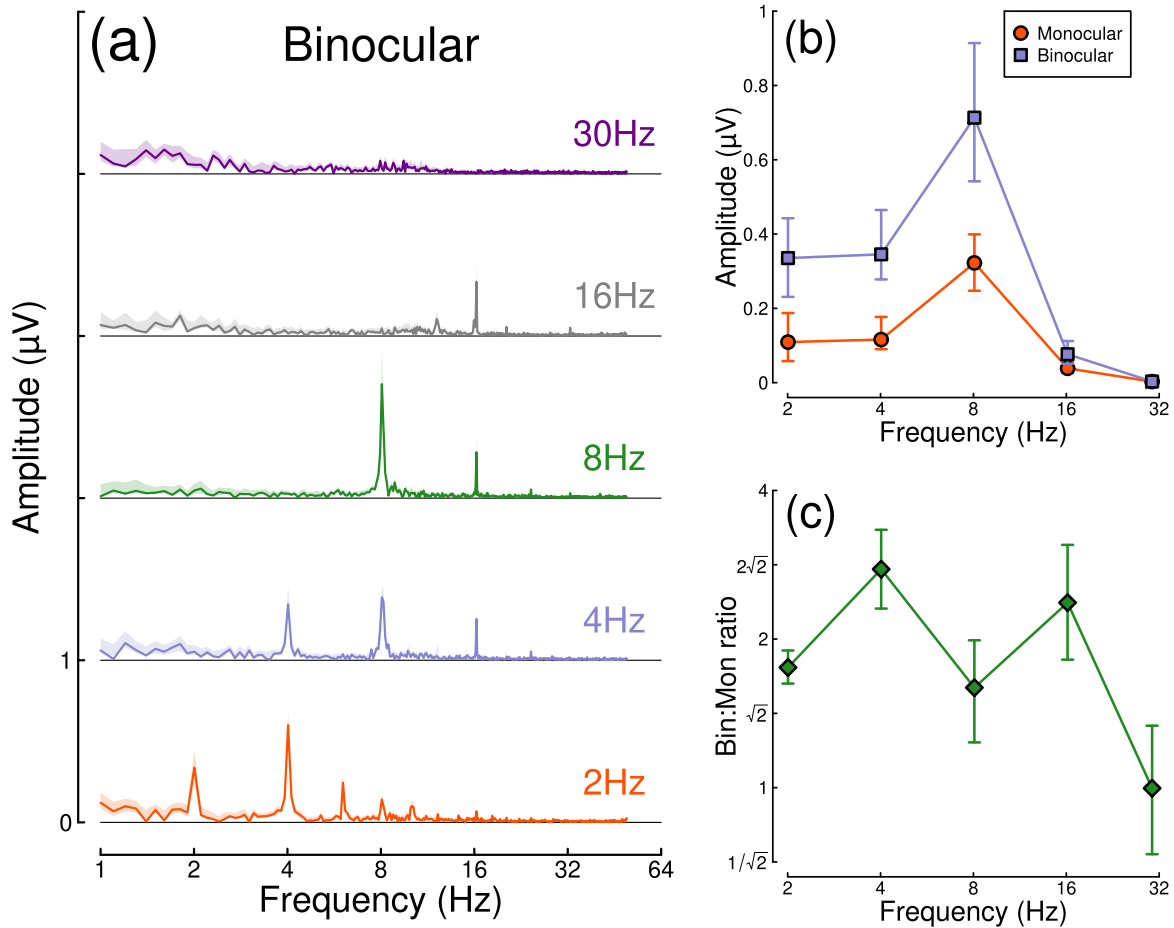 (a)
Binocular
30Hz
16Hz
8Hz
4Hz
2Hz
Amplitude (µV)
1
0
1
2
4
8
16
32
64
Frequency (Hz)
(b)
Monocular
Binocular
Amplitude (µV)
1
0.8
0.6
0.4
0.2
0
2
4
8
16
32
Frequency (Hz)
(c)
Bin:Mon ratio
4
2√2
2
√2
1
1/√2
2
4
8
16
32
Frequency (Hz)